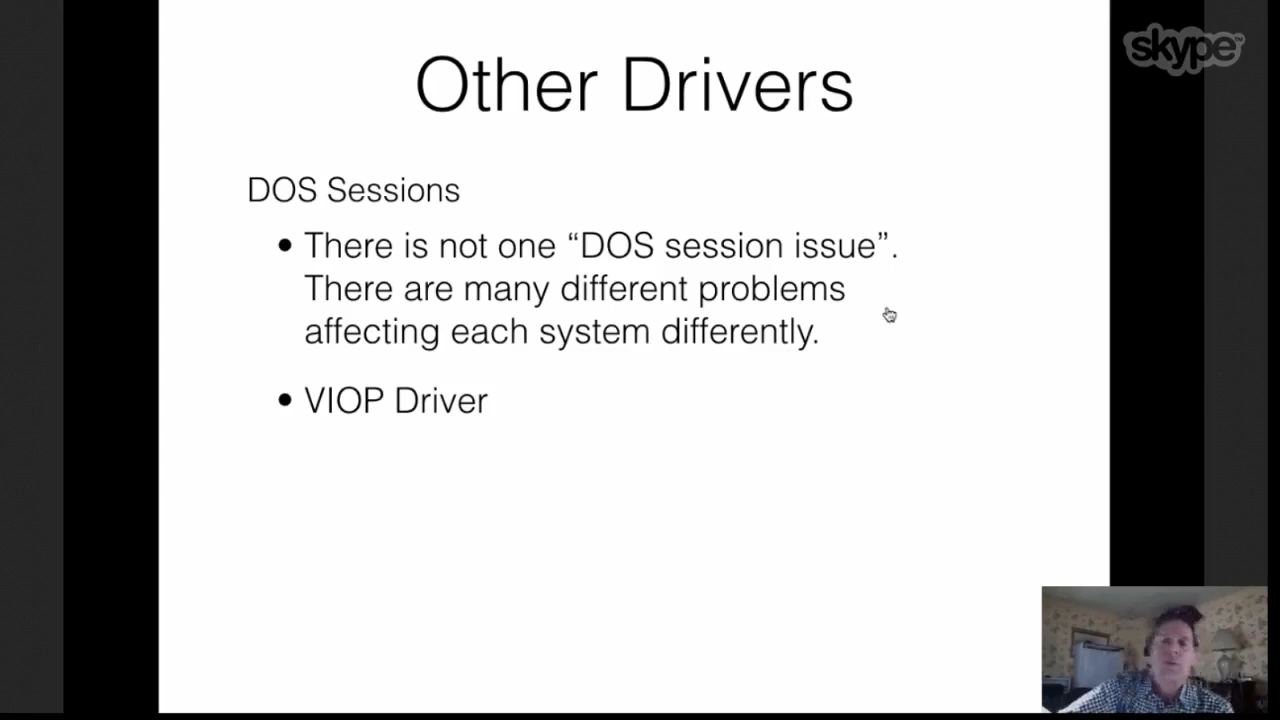 skype™
Other Drivers
DOS Sessions
• There is not one “DOS session issue”.
There are many different problems
affecting each system differently.
• VIOP Driver